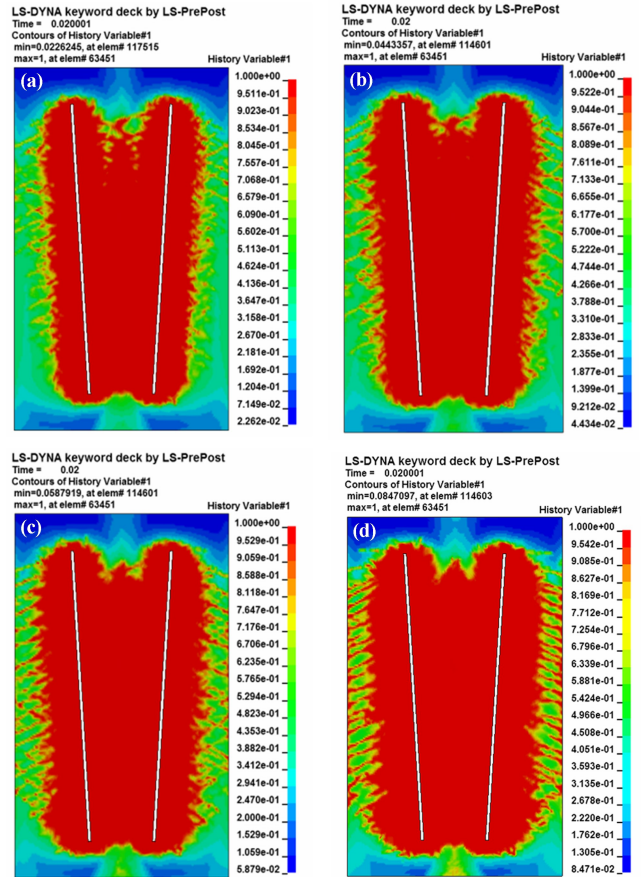 LS-DYNA keyword deck by LS-PrePost
Time = 0.020001
Contours of History Variable#1
min=0.0226245, at elem# 117515
max=1, at elem# 63451
History Variable#1
(a)
1.000e+00
9.511e-01
9.023e-01
8.534e-01
8.045e-01
7.557e-01
7.068e-01
6.579e-01
6.090e-01
5.602e-01
5.113e-01
4.624e-01
4.136e-01
3.647e-01
3.158e-01
2.670e-01
2.181e-01
1.692e-01
1.204e-01
7.149e-02
2.262e-02
LS-DYNA keyword deck by LS-PrePost
Time = 0.02
Contours of History Variable#1
min=0.0443357, at elem# 114601
max=1, at elem# 63451
History Variable#1
(b)
1.000e+00
9.522e-01
9.044e-01
8.567e-01
8.089e-01
7.611e-01
7.133e-01
6.655e-01
6.177e-01
5.700e-01
5.222e-01
4.744e-01
4.266e-01
3.788e-01
3.310e-01
2.833e-01
2.355e-01
1.877e-01
1.399e-01
9.212e-02
4.434e-02
LS-DYNA keyword deck by LS-PrePost
Time = 0.02
Contours of History Variable#1
min=0.0587919, at elem# 114601
max=1, at elem# 63451
History Variable#1
(c)
1.000e+00
9.529e-01
9.059e-01
8.588e-01
8.118e-01
7.647e-01
7.176e-01
6.706e-01
6.235e-01
5.765e-01
5.294e-01
4.823e-01
4.353e-01
3.882e-01
3.412e-01
2.941e-01
2.470e-01
2.000e-01
1.529e-01
1.059e-01
5.879e-02
LS-DYNA keyword deck by LS-PrePost
Time = 0.020001
Contours of History Variable#1
min=0.0847097, at elem# 114603
max=1, at elem# 63451
History Variable#1
(d)
1.000e+00
9.542e-01
9.085e-01
8.627e-01
8.169e-01
7.712e-01
7.254e-01
6.796e-01
6.339e-01
5.881e-01
5.424e-01
4.966e-01
4.508e-01
4.051e-01
3.593e-01
3.135e-01
2.678e-01
2.220e-01
1.762e-01
1.305e-01
8.471e-02